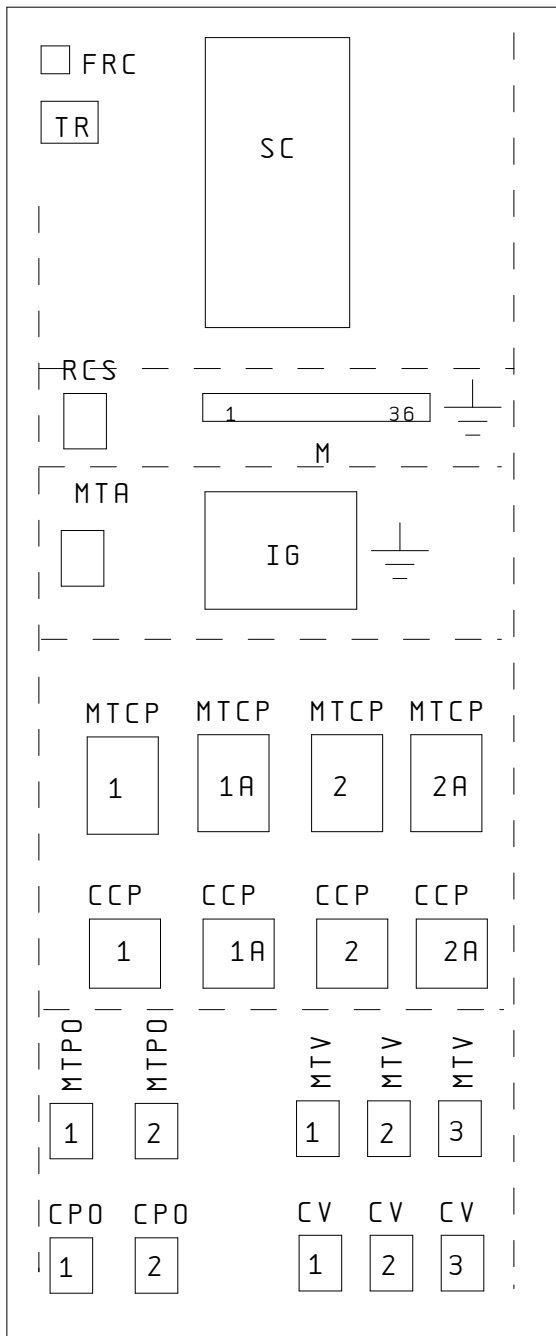 FRC
TR
SC
RCS
1 36
M
MTA
IG
MTCP MTCP MTCP MTCP
1 1A 2 2A
CCP CCP CCP CCP
1 1A 2 2A
MTPO MTPO MTV MTV MTV
1 2 1 2 3
CPO CPO CV CV CV
1 2 1 2 3